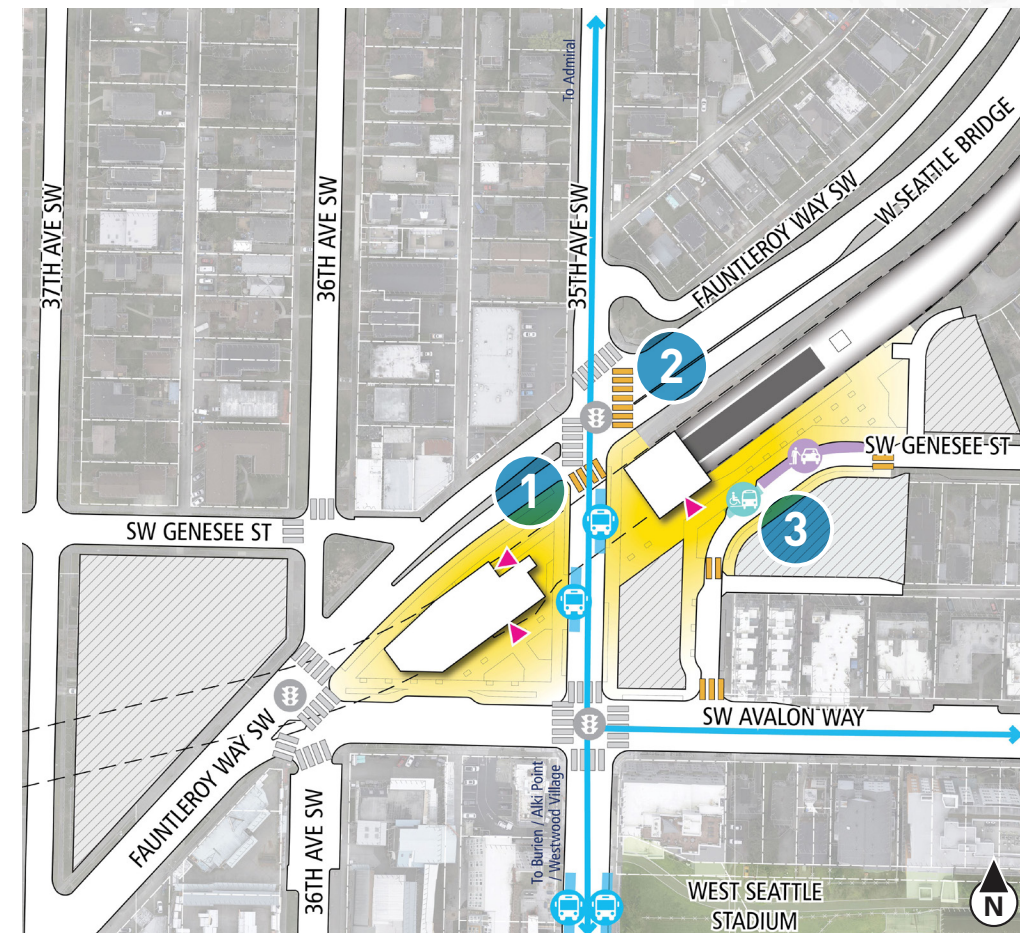 To Admiral
37TH AVE SW
36TH AVE SW
35TH AVE SW
FAUNTLEROY WAY SW
W SEATTLE BRIDGE
2
1
3
SW GENESEE ST
SW GENESEE ST
SW AVALON WAY
FAUNTLEROY WAY SW
36TH AVE SW
To Burien / Alki Point
/ Westwood Village
WEST SEATTLE
STADIUM
N